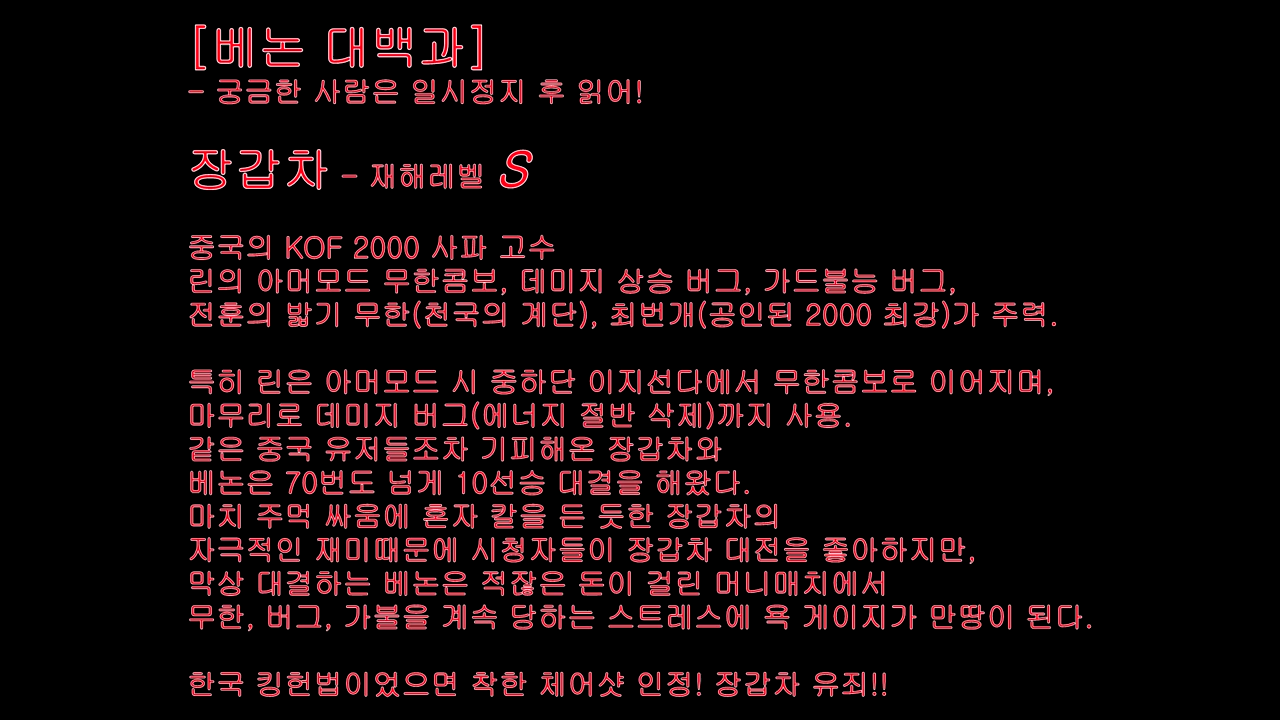 [베논 대백과]
- 궁금한 사람은 일시정지 후 읽어!
장갑차 - 재해레벨 S
중국의 KOF 2000 사파 고수
린의 아머모드 무한콤보, 데미지 상승 버그, 가드불능 버그,
전훈의 밟기 무한(천국의 계단), 최번개(공인된 2000 최강)가 주력.
특히 린은 아머모드 시 중하단 이지선다에서 무한콤보로 이어지며,
마무리로 데미지 버그(에너지 절반 삭제)까지 사용.
같은 중국 유저들조차 기피해온 장갑차와
베논은 70번도 넘게 10선승 대결을 해왔다.
마치 주먹 싸움에 혼자 칼을 든 듯한 장갑차의
자극적인 재미때문에 시청자들이 장갑차 대전을 좋아하지만,
막상 대결하는 베논은 적잖은 돈이 걸린 머니매치에서
무한, 버그, 가불을 계속 당하는 스트레스에 욕 게이지가 만땅이 된다.
한국 킹헌법이었으면 착한 체어샷 인정! 장갑차 유죄!!